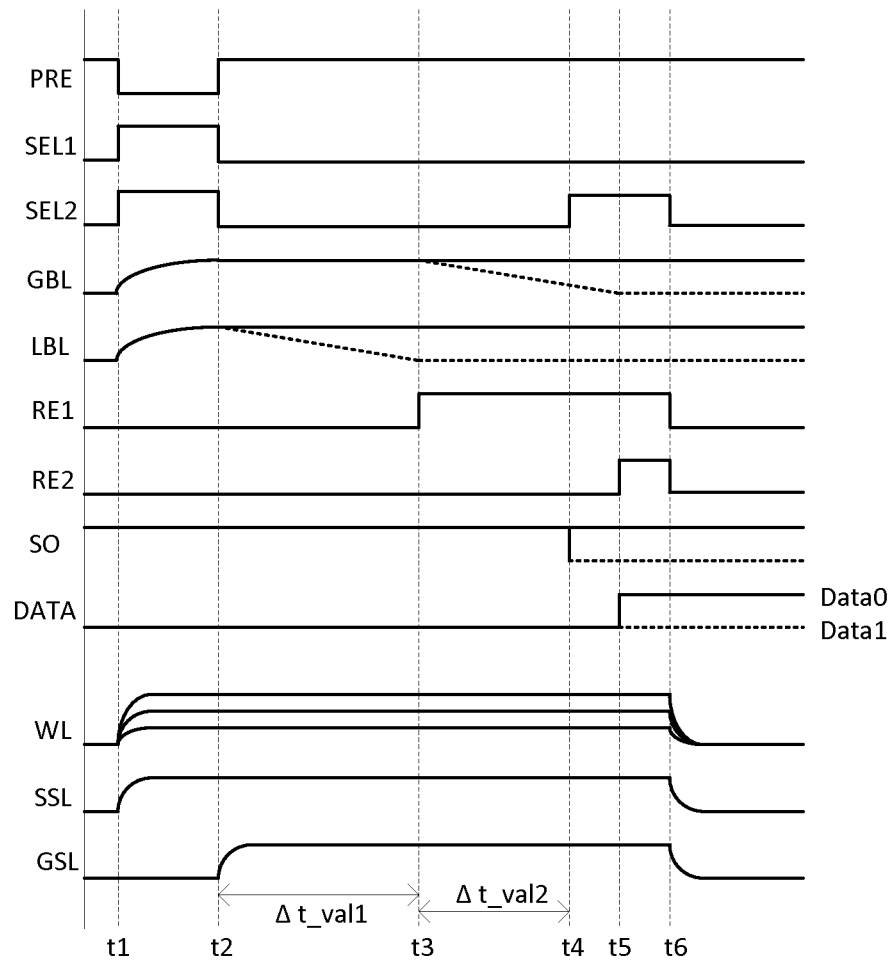 PRE
SEL1
SEL2
GBL
LBL
RE1
RE2
SO
DATA
Data0
Data1
WL
SSL
GSL
Δ t_val1
Δ t_val2
t1 t2 t3 t4 t5 t6